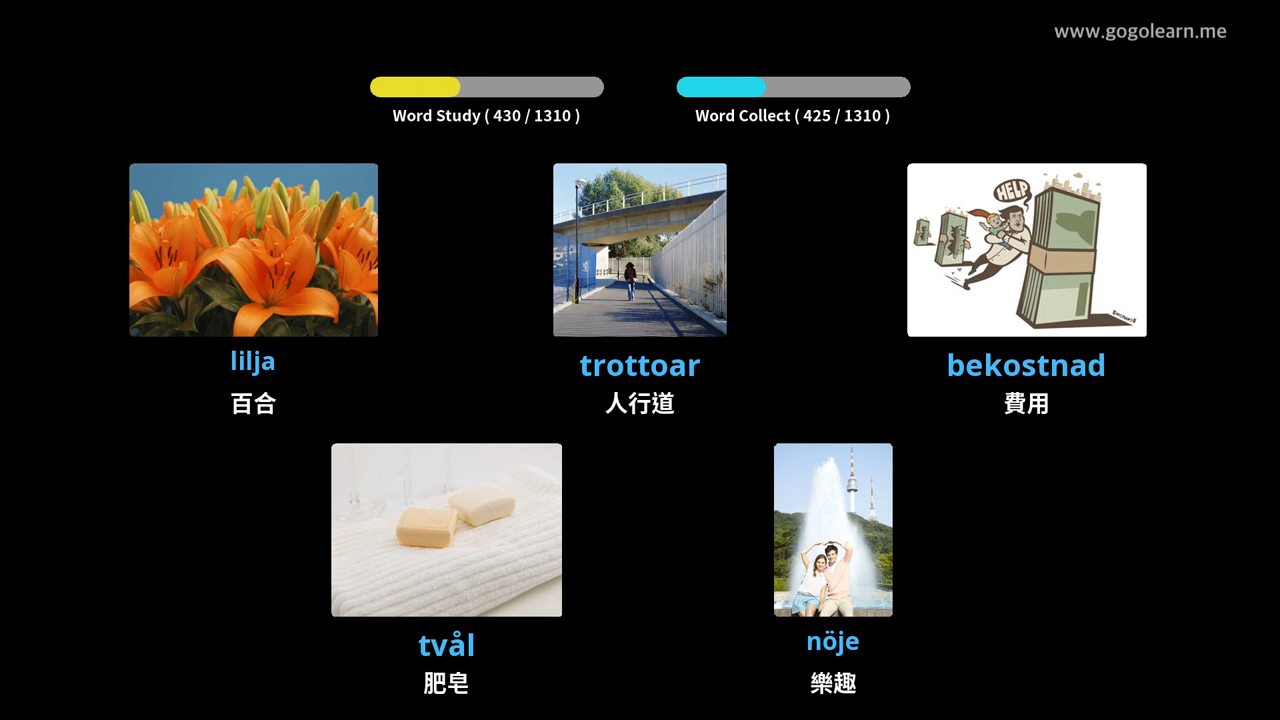 www.gogolearn.me
Word Study ( 430 / 1310 )
Word Collect ( 425 / 1310 )
HELP
lilja
百合
trottoar
人行道
bekostnad
費用
tvål
肥皂
nöje
樂趣